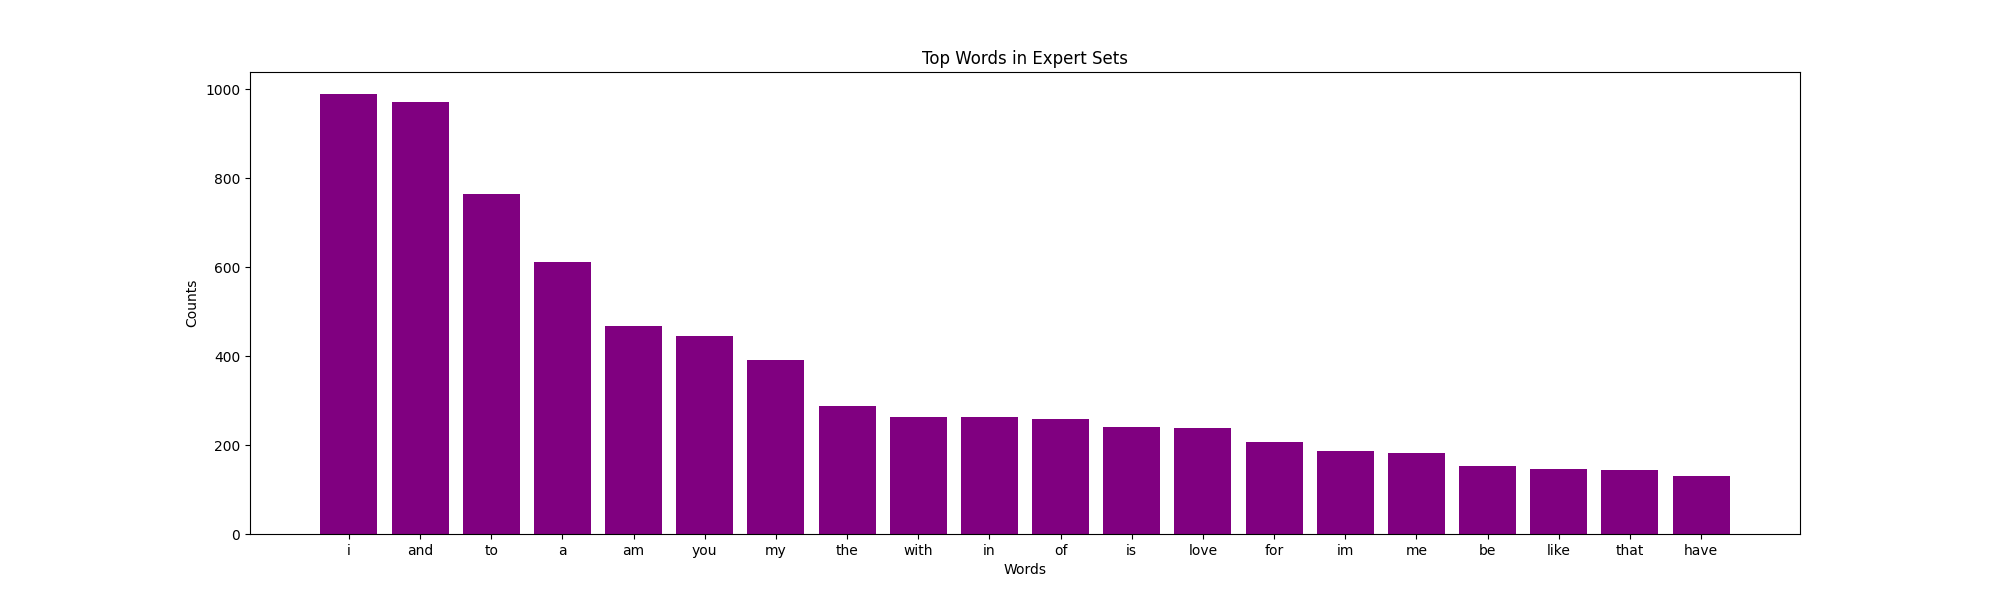 Top Words in Expert Sets
1000
800
600
400
200
0
Counts
i and to a am you my the with in of is love for im me be like that have
Words